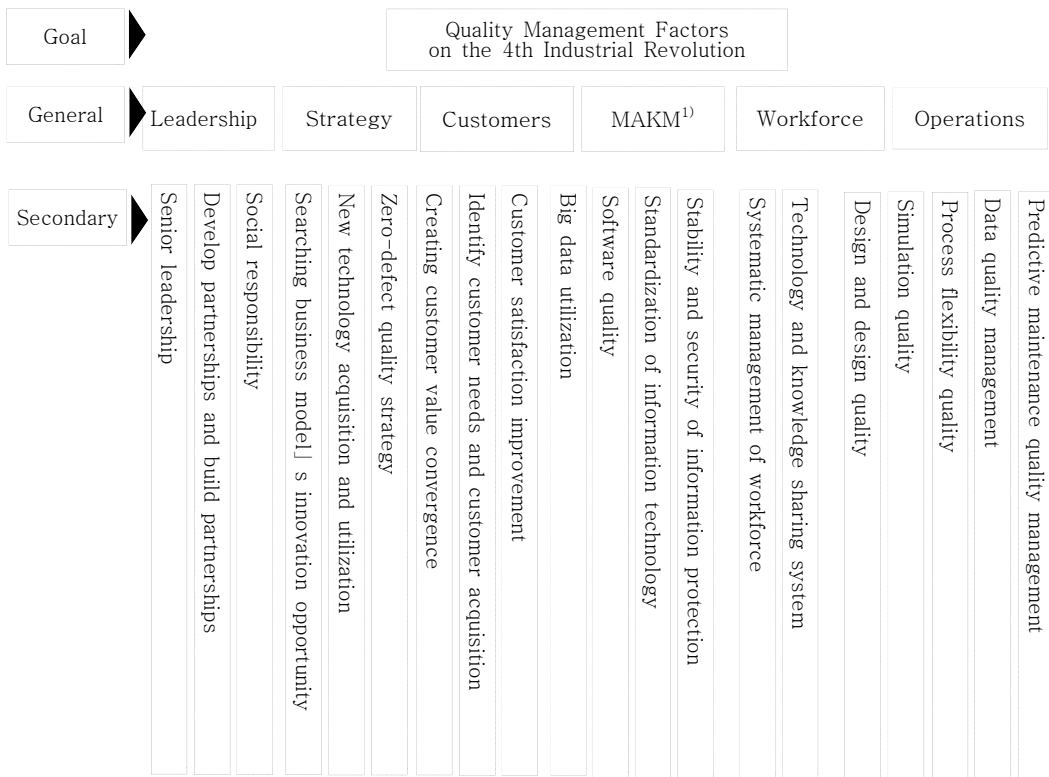 Goal
Quality Management Factors
on the 4th Industrial Revolution
General
Leadership
Strategy
Customers
MAKM1)
Workforce
Operations
Secondary
Senior leadership
Develop partnerships and build partnerships
Social responsibility
Searching business model」s innovation opportunity
New technology acquisition and utilization
Zero-defect quality strategy
Creating customer value convergence
Identify customer needs and customer acquisition
Customer satisfaction improvement
Big data utilization
Software quality
Standardization of information technology
Stability and security of information protection
Systematic management of workforce
Technology and knowledge sharing system
Design and design quality
Simulation quality
Process flexibility quality
Data quality management
Predictive maintenance quality management